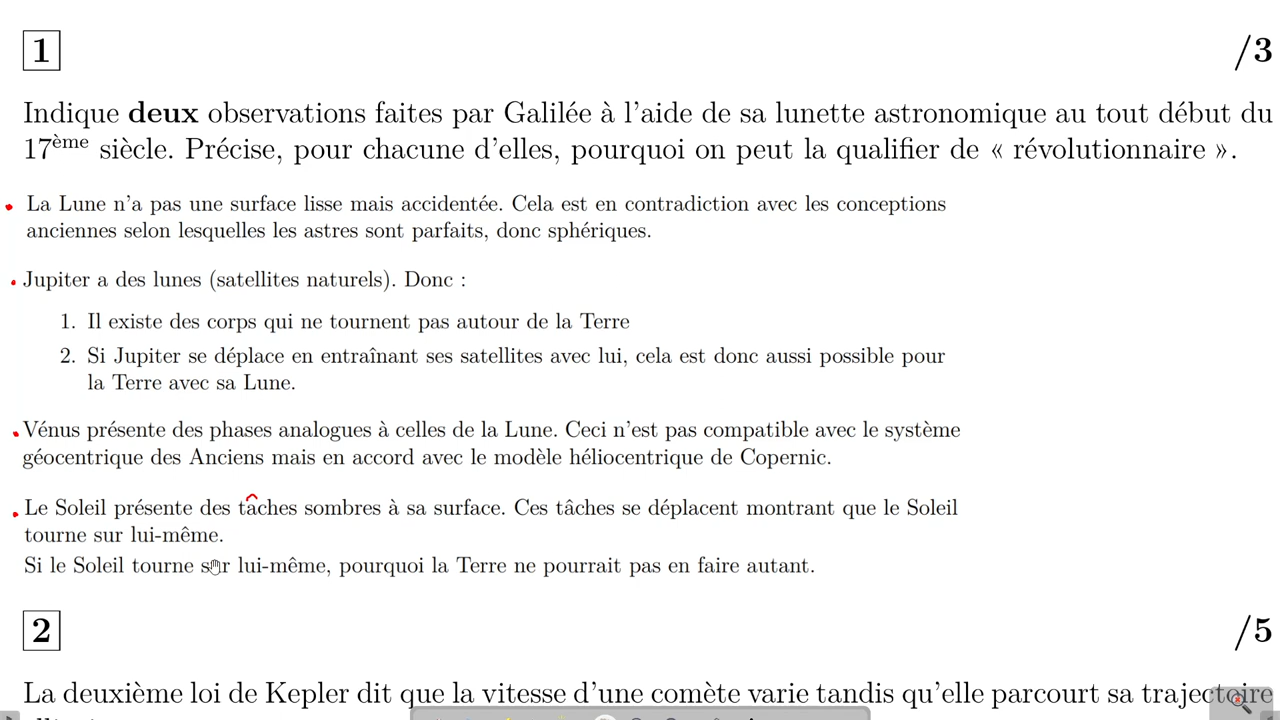 1
/3
Indique deux observations faites par Galilée à l'aide de sa lunette astronomique au tout début du
17ème siècle. Précise, pour chacune d'elles, pourquoi on peut la qualifier de « révolutionnaire ».
La Lune n'a pas une surface lisse mais accidentée. Cela est en contradiction avec les conceptions
anciennes selon lesquelles les astres sont parfaits, donc sphériques.
Jupiter a des lunes (satellites naturels). Donc :
1. Il existe des corps qui ne tournent pas autour de la Terre
2. Si Jupiter se déplace en entraînant ses satellites avec lui, cela est donc aussi possible pour
la Terre avec sa Lune.
Vénus présente des phases analogues à celles de la Lune. Ceci n'est pas compatible avec le système
géocentrique des Anciens mais en accord avec le modèle héliocentrique de Copernic.
Le Soleil présente des tâches sombres à sa surface. Ces tâches se déplacent montrant que le Soleil
tourne sur lui-même.
Si le Soleil tourne sur lui-même, pourquoi la Terre ne pourrait pas en faire autant.
2
/5
La deuxième loi de Kepler dit que la vitesse d'une comète varie tandis qu'elle parcourt sa trajectoire